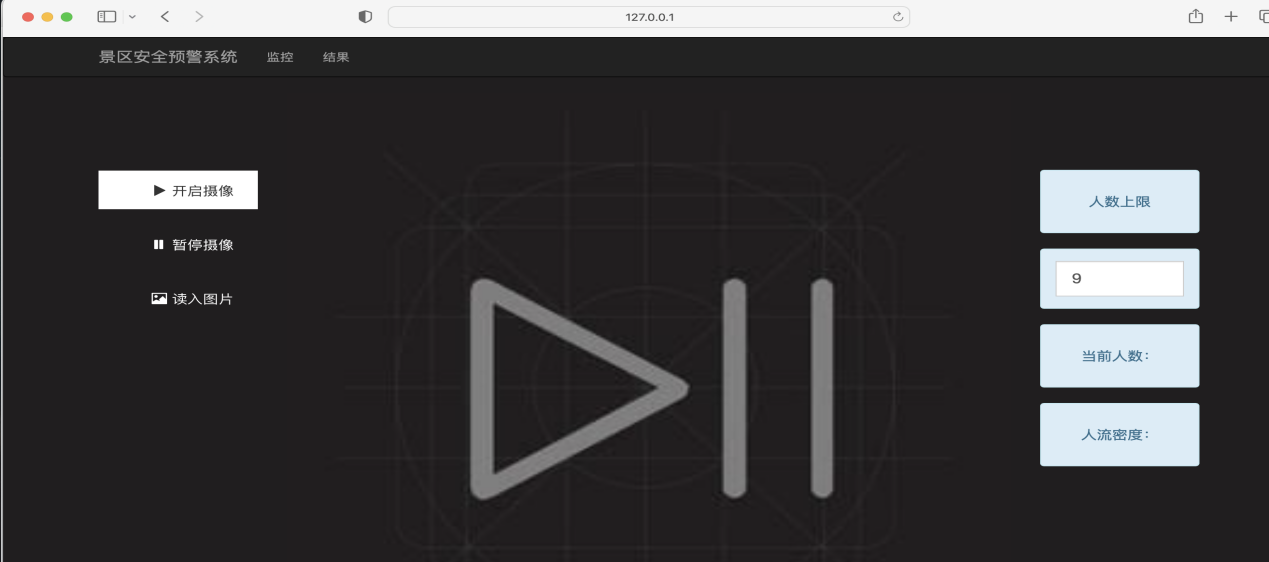 127.0.0.1
景区安全预警系统 监控 结果
开启摄像
暂停摄像
读入图片
人数上限
9
当前人数：
人流密度：